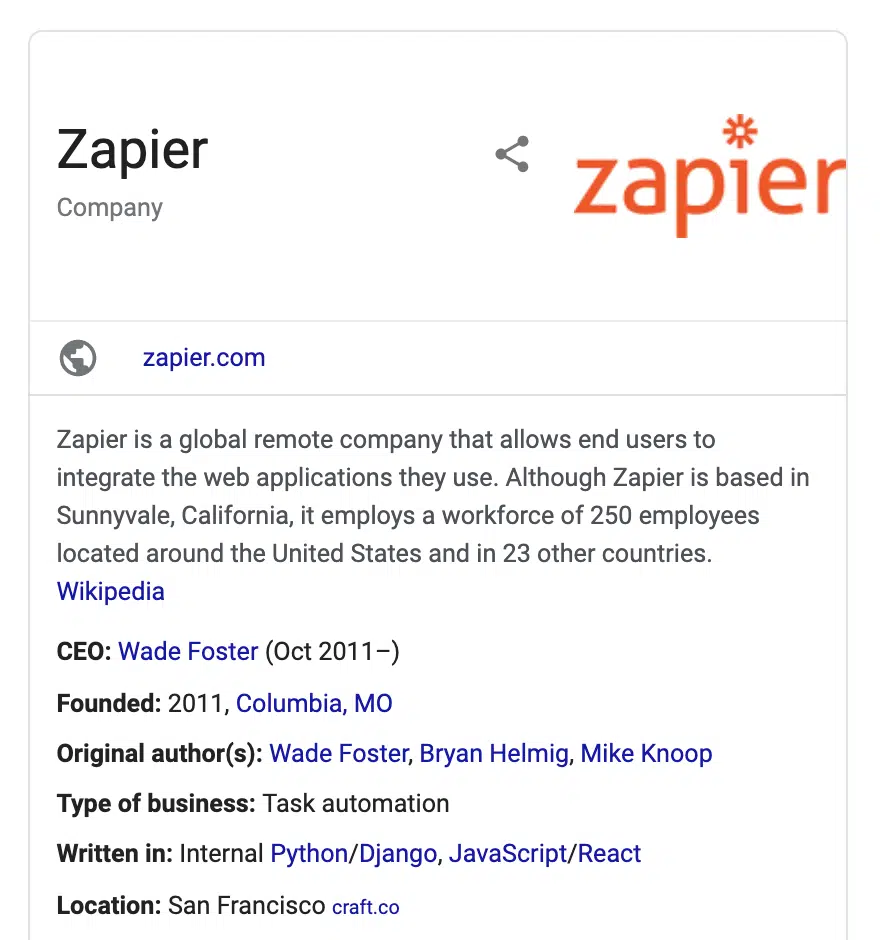 Zapier
Company
zapier
zapier.com
Zapier is a global remote company that allows end users to
integrate the web applications they use. Although Zapier is based in
Sunnyvale, California, it employs a workforce of 250 employees
located around the United States and in 23 other countries.
Wikipedia
CEO: Wade Foster (Oct 2011–)
Founded: 2011, Columbia, MO
Original author(s): Wade Foster, Bryan Helmig, Mike Knoop
Type of business: Task automation
Written in: Internal Python/Django, JavaScript/React
Location: San Francisco craft.co